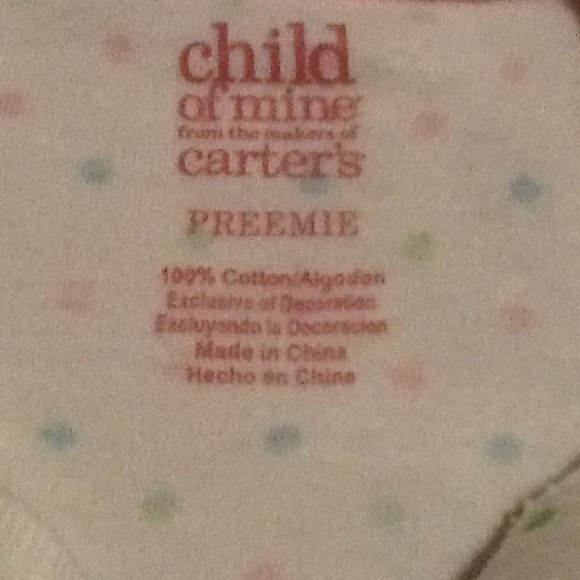 child
of mine
from the makers of
carter's
PREEMIE
100% Cotton/Algodon
Exclusive of Decoration
Excluyendo la Decoracion
Made in China
Hecho en China